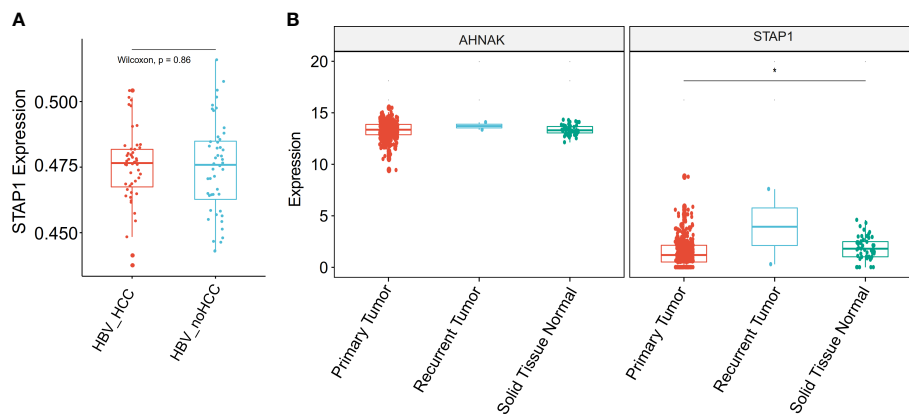 A
Wilcoxon, p = 0.86
STAP1 Expression
0.500
0.475
0.450
HBV_HCC
HBV_noHCC
B
AHNAK
STAP1
*
Expression
20
15
10
5
0
Primary Tumor
Recurrent Tumor
Solid Tissue Normal
Primary Tumor
Recurrent Tumor
Solid Tissue Normal